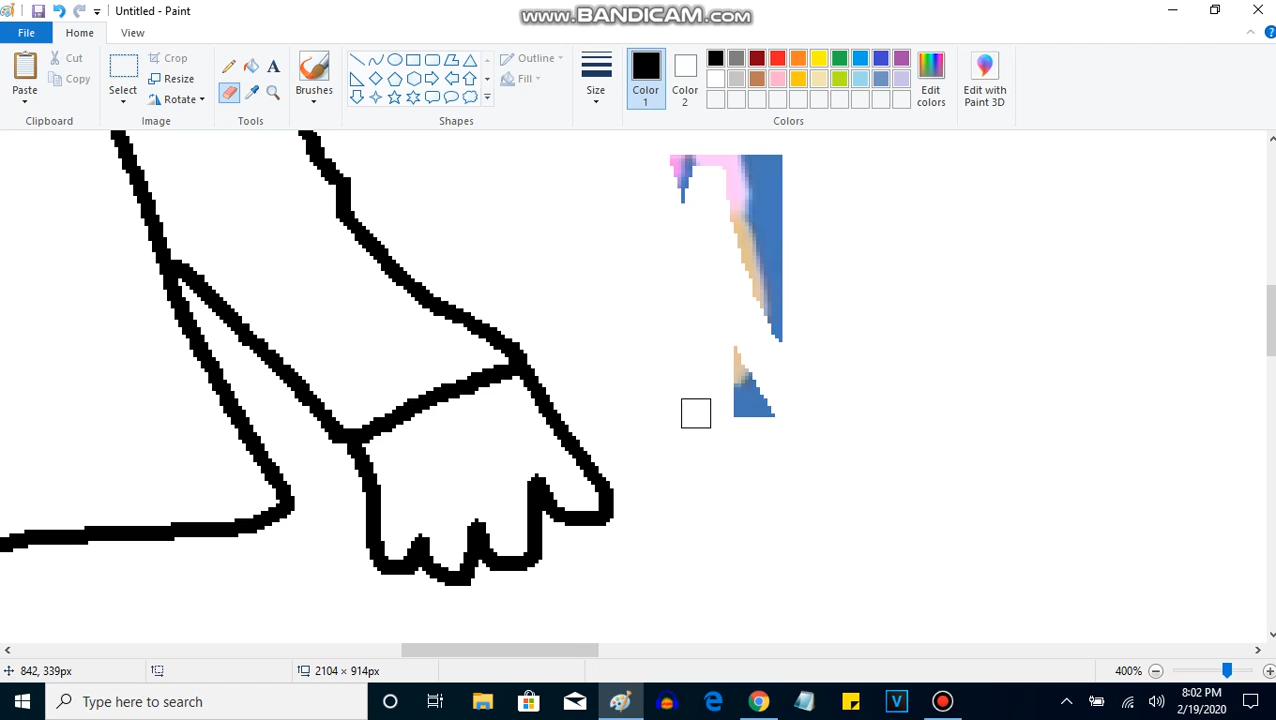 Untitled - Paint
www.BANDICAM.com
File
Home
View
Paste
Cut
Copy
Clipboard
Select
Crop
Resize
Rotate
Image
A
Tools
Brushes
Outline
Fill
Shapes
Size
Color
1
Color
2
Edit
colors
Colors
Edit with
Paint 3D
842, 339px
2104 × 914px
400%
Type here to search
V
8:02 PM
2/19/2020